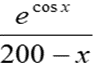 e^{cos x}
200 − x